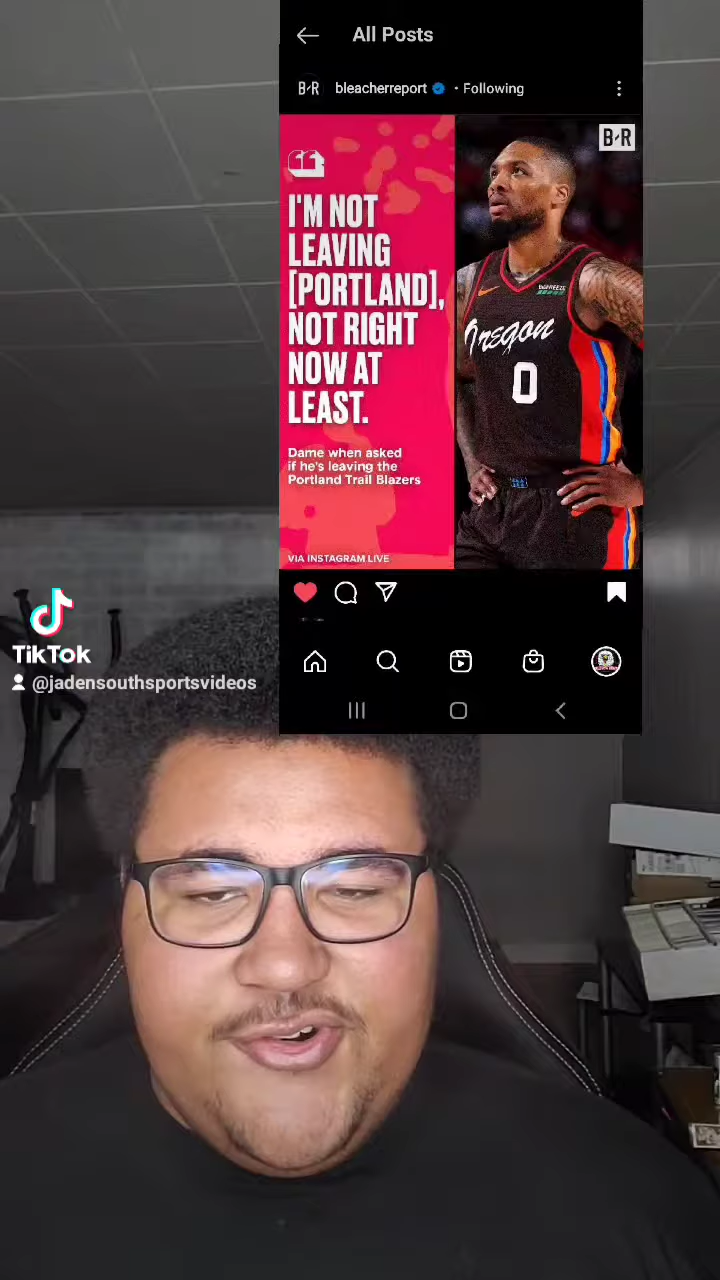 All Posts
B/R bleacherreport • Following
B/R
I'M NOT
LEAVING
[PORTLAND],
NOT RIGHT
NOW AT
LEAST.
Dame when asked
if he's leaving the
Portland Trail Blazers
VIA INSTAGRAM LIVE
BIOFREEZE
Oregon
0
TikTok
@jadensouthsportsvideos